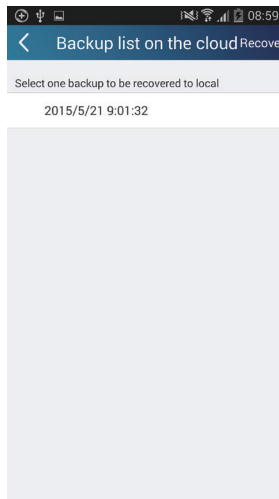 08:59
Backup list on the cloud Recove
Select one backup to be recovered to local
2015/5/21 9:01:32